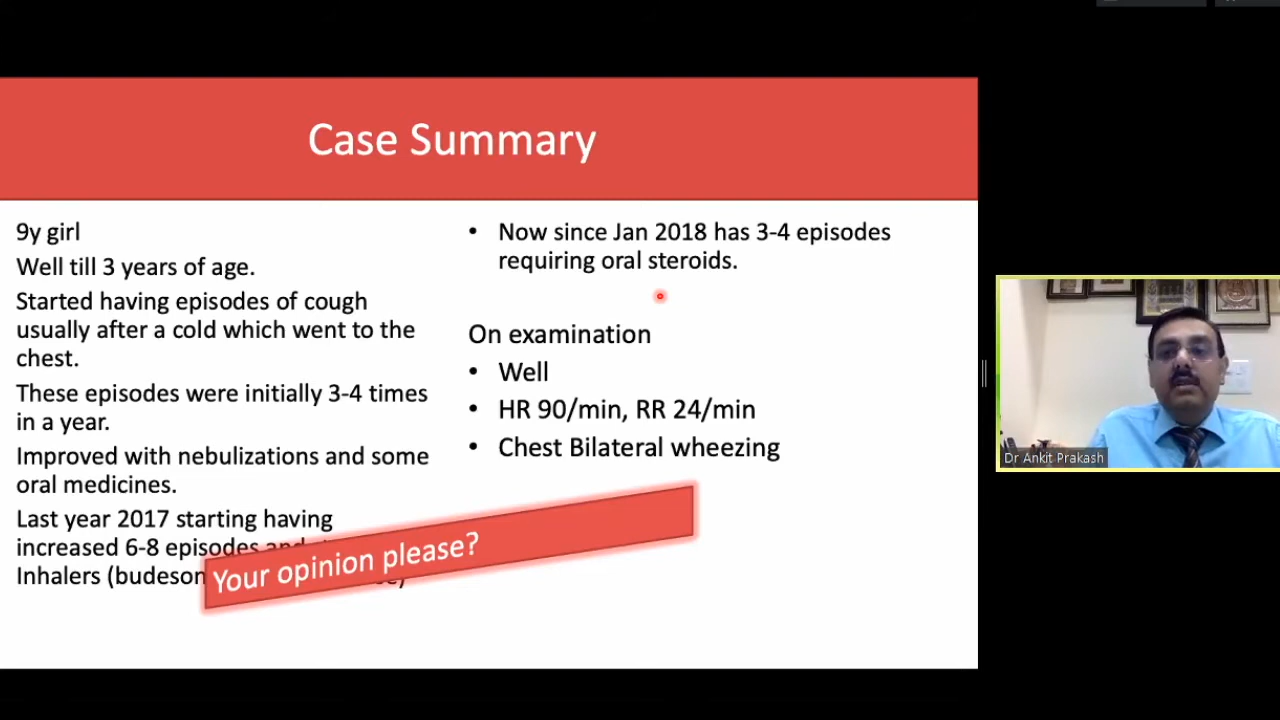 Case Summary
9y girl
Well till 3 years of age.
Started having episodes of cough
usually after a cold which went to the
chest.
These episodes were initially 3-4 times
in a year.
Improved with nebulizations and some
oral medicines.
Last year 2017 starting having
increased 6-8 episodes
Inhalers
Now since Jan 2018 has 3-4 episodes
requiring oral steroids.
On examination
Well
HR 90/min, RR 24/min
Chest Bilateral wheezing
Your opinion please?
Dr Ankit Prakash